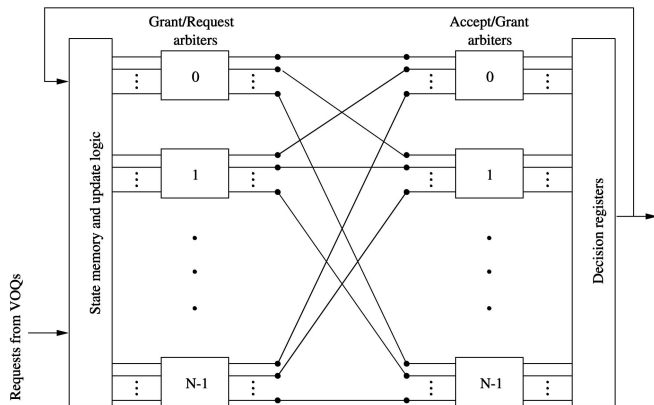 Grant/Request
arbiters
Accept/Grant
arbiters
0
0
1
1
N-1
N-1
State memory and update logic
Decision registers
Requests from VOQs